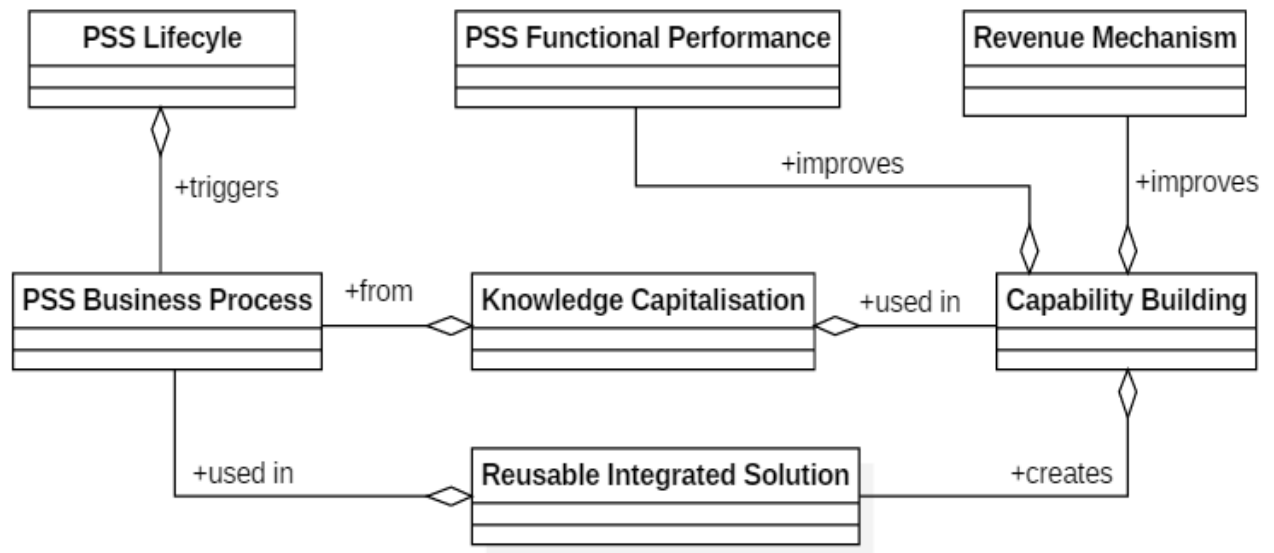 PSS Lifecyle
PSS Functional Performance
Revenue Mechanism
+improves
+improves
+triggers
PSS Business Process
+from
Knowledge Capitalisation
+used in
Capability Building
+used in
Reusable Integrated Solution
+creates